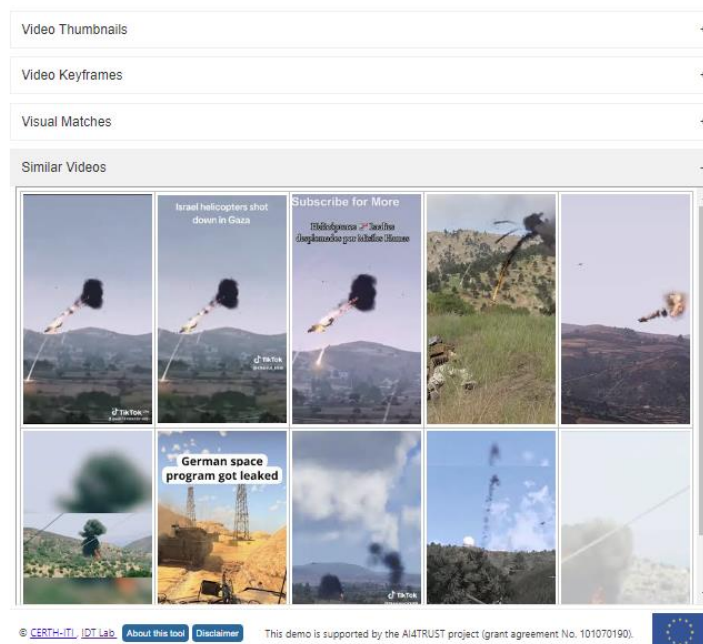 Video Thumbnails
Video Keyframes
Visual Matches
Similar Videos
Israel helicopters shot
down in Gaza
Subscribe for More
TikTok
TikTok
German space
program got leaked
TikTok
© CERTH-ITI , IDT Lab About this tool Disclaimer This demo is supported by the AI4TRUST project (grant agreement No. 101070190).